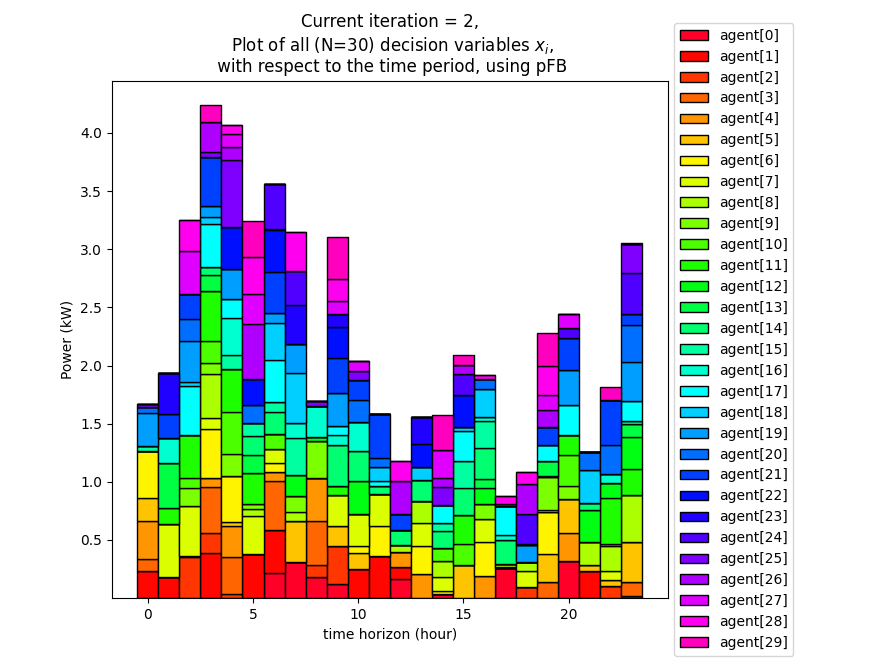 Current iteration = 2,
Plot of all (N=30) decision variables x_i,
with respect to the time period, using pFB
Power (kW)
4.0
3.5
3.0
2.5
2.0
1.5
1.0
0.5
0 5 10 15 20
time horizon (hour)
agent[0]
agent[1]
agent[2]
agent[3]
agent[4]
agent[5]
agent[6]
agent[7]
agent[8]
agent[9]
agent[10]
agent[11]
agent[12]
agent[13]
agent[14]
agent[15]
agent[16]
agent[17]
agent[18]
agent[19]
agent[20]
agent[21]
agent[22]
agent[23]
agent[24]
agent[25]
agent[26]
agent[27]
agent[28]
agent[29]